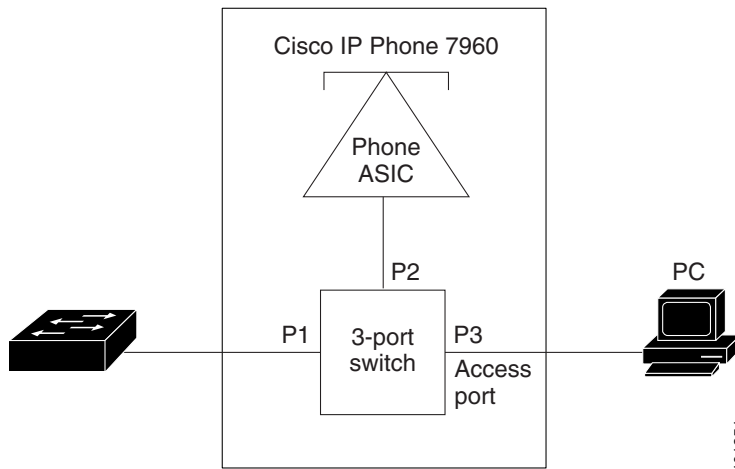 Cisco IP Phone 7960
Phone
ASIC
P2
PC
P1
3-port
switch
P3
Access
port